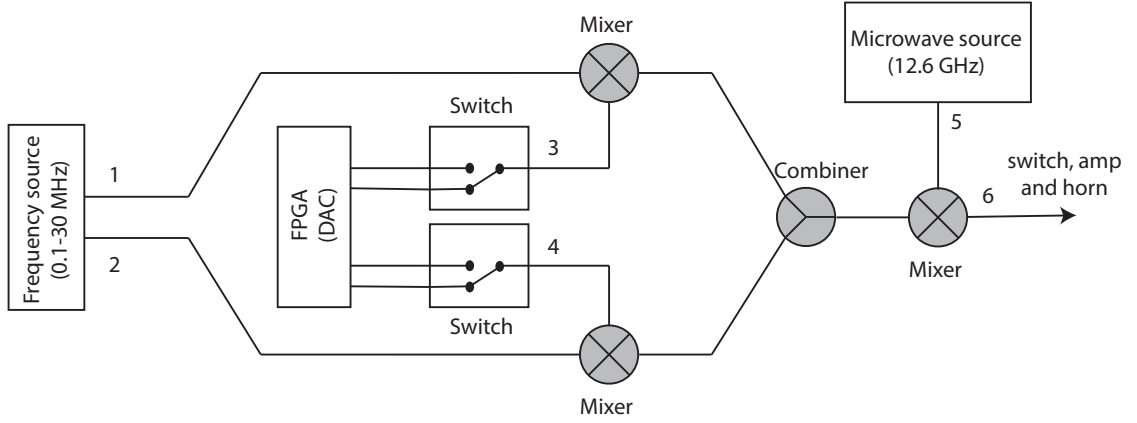 Mixer
Microwave source
(12.6 GHz)
Switch
5
Frequency source
(0.1-30 MHz)
1
3
switch, amp
and horn
Combiner
6
FPGA
(DAC)
2
4
Mixer
Switch
Mixer